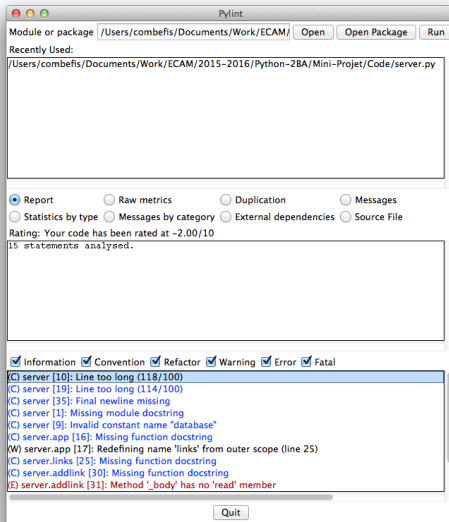 Pylint
Module or package /Users/combefis/Documents/Work/ECAM/ Open Open Package Run
Recently Used:
/Users/combefis/Documents/Work/ECAM/2015-2016/Python-2BA/Mini-Projet/Code/server.py
Report Raw metrics Duplication Messages
Statistics by type Messages by category External dependencies Source File
Rating: Your code has been rated at -2.00/10
15 statements analysed.
Information Convention Refactor Warning Error Fatal
(C) server [10]: Line too long (118/100)
(C) server [19]: Line too long (114/100)
(C) server [35]: Final newline missing
(C) server [1]: Missing module docstring
(C) server [9]: Invalid constant name "database"
(C) server.app [16]: Missing function docstring
(W) server.app [17]: Redefining name 'links' from outer scope (line 25)
(C) server.links [25]: Missing function docstring
(C) server.addlink [30]: Missing function docstring
(E) server.addlink [31]: Method '_body' has no 'read' member
Quit